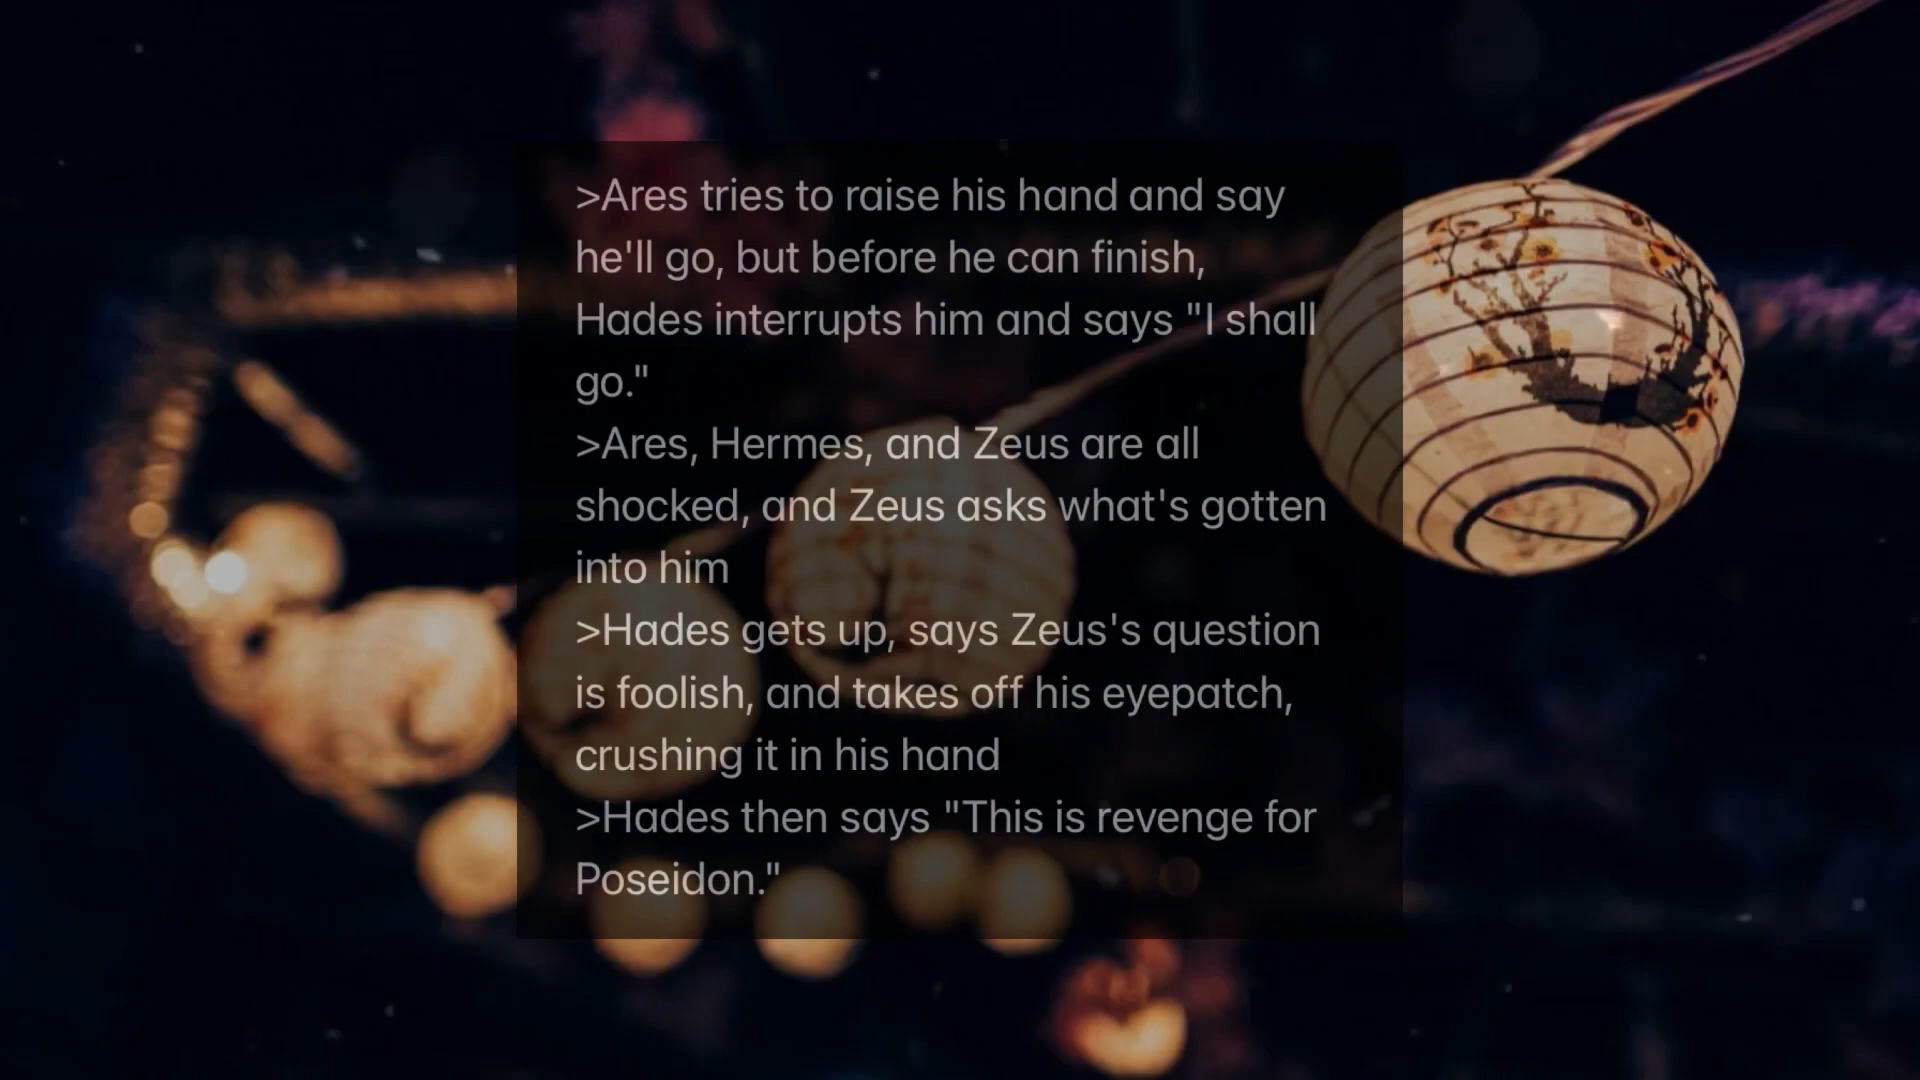 >Ares tries to raise his hand and say
he'll go, but before he can finish,
Hades interrupts him and says "I shall
go."
>Ares, Hermes, and Zeus are all
shocked, and Zeus asks what's gotten
into him
>Hades gets up, says Zeus's question
is foolish, and takes off his eyepatch,
crushing it in his hand
>Hades then says "This is revenge for
Poseidon."